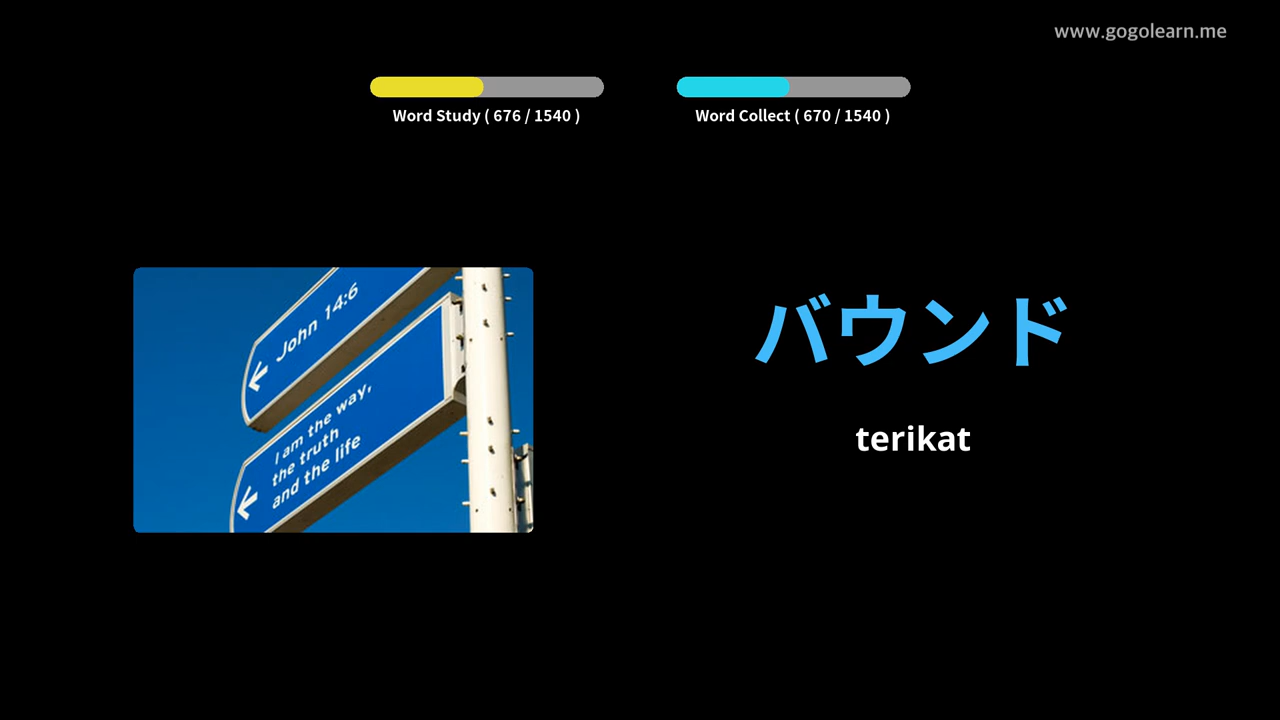 www.gogolearn.me
Word Study ( 676 / 1540 )
Word Collect ( 670 / 1540 )
John 14:6
I am the way,
the truth
and the life
バウンド
terikat